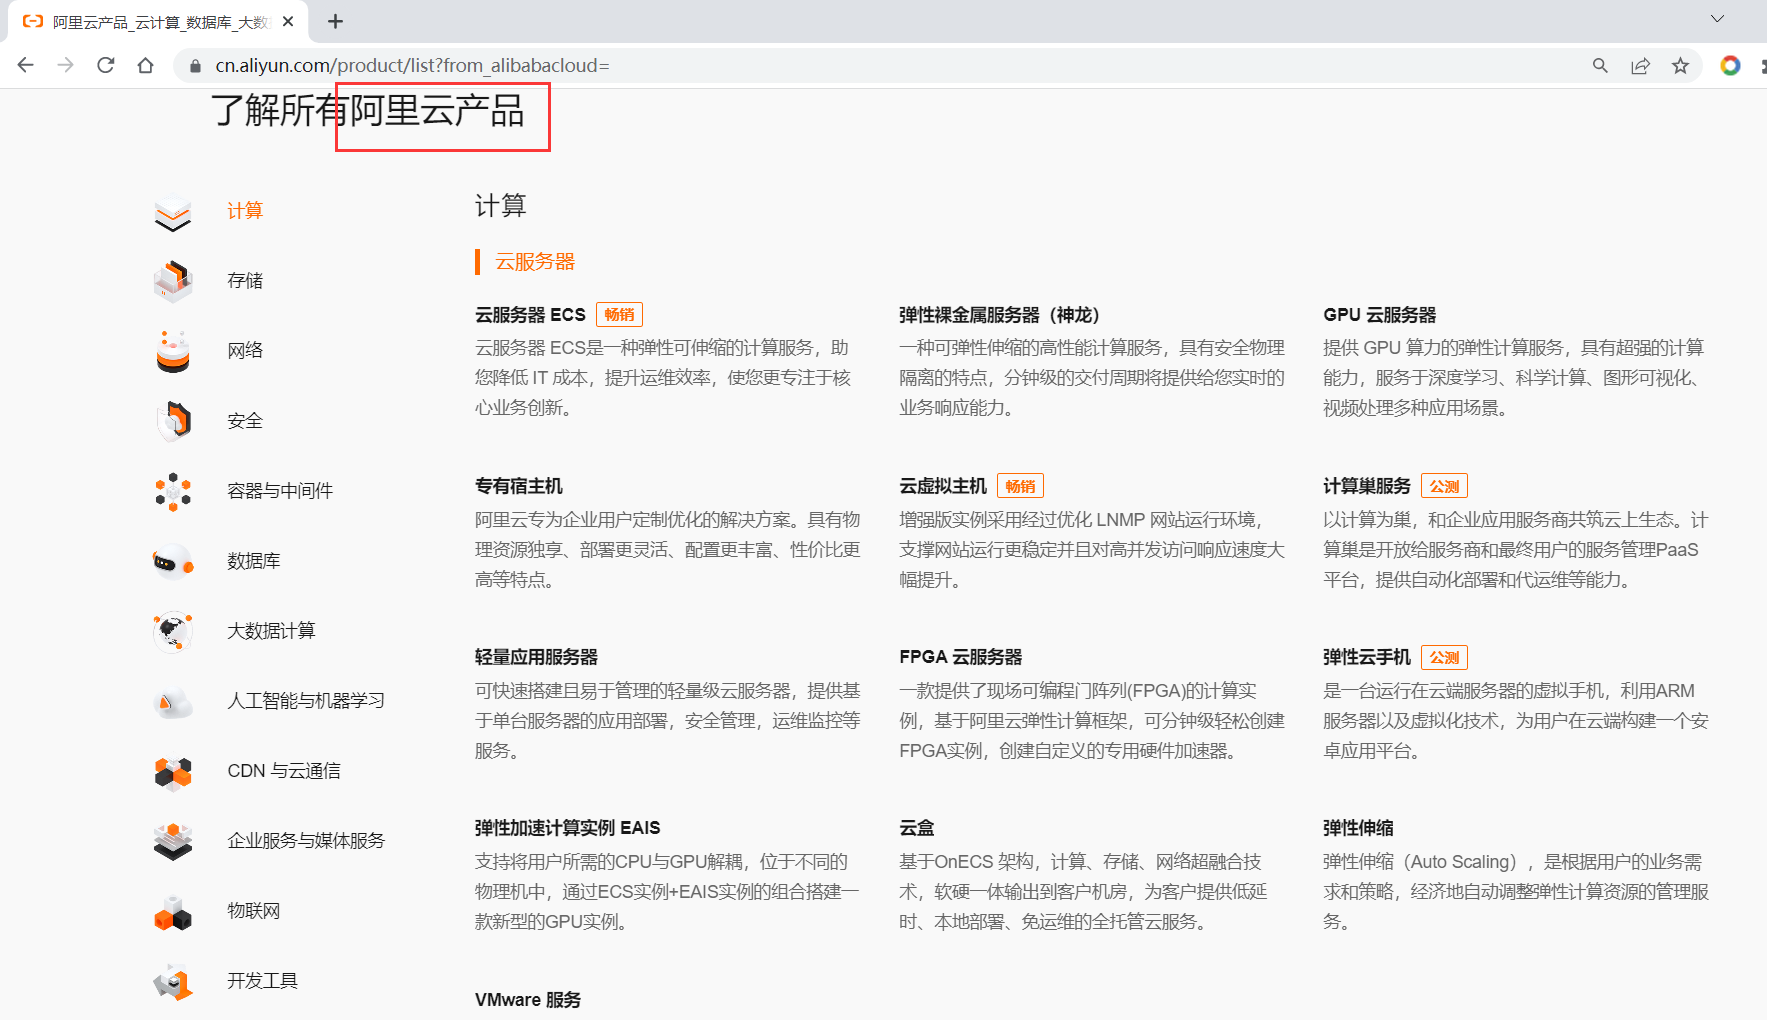 阿里云产品_云计算_数据库_大数
cn.aliyun.com/product/list?from_alibabacloud=
了解所有阿里云产品
计算
存储
网络
安全
容器与中间件
数据库
大数据计算
人工智能与机器学习
CDN 与云通信
企业服务与媒体服务
物联网
开发工具
计算
云服务器
云服务器 ECS 畅销
云服务器 ECS是一种弹性可伸缩的计算服务，助
您降低 IT 成本，提升运维效率，使您更专注于核
心业务创新。
弹性裸金属服务器（神龙）
一种可弹性伸缩的高性能计算服务，具有安全物理
隔离的特点，分钟级的交付周期将提供给您实时的
业务响应能力。
GPU 云服务器
提供 GPU 算力的弹性计算服务，具有超强的计算
能力，服务于深度学习、科学计算、图形可视化、
视频处理多种应用场景。
专有宿主机
阿里云专为企业用户定制优化的解决方案。具有物
理资源独享、部署更灵活、配置更丰富、性价比更
高等特点。
云虚拟主机 畅销
增强版实例采用经过优化 LNMP 网站运行环境，
支撑网站运行更稳定并且对高并发访问响应速度大
幅提升。
计算巢服务 公测
以计算为巢，和企业应用服务商共筑云上生态。计
算巢是开放给服务商和最终用户的服务管理PaaS
平台，提供自动化部署和代运维等能力。
轻量应用服务器
可快速搭建且易于管理的轻量级云服务器，提供基
于单台服务器的应用部署，安全管理，运维监控等
服务。
FPGA 云服务器
一款提供了现场可编程门阵列(FPGA)的计算实
例，基于阿里云弹性计算框架，可分钟级轻松创建
FPGA实例，创建自定义的专用硬件加速器。
弹性云手机 公测
是一台运行在云端服务器的虚拟手机，利用ARM
服务器以及虚拟化技术，为用户在云端构建一个安
卓应用平台。
弹性加速计算实例 EAIS
支持将用户所需的CPU与GPU解耦，位于不同的
物理机中，通过ECS实例+EAIS实例的组合搭建一
款新型的GPU实例。
云盒
基于OnECS 架构，计算、存储、网络超融合技
术，软硬一体输出到客户机房，为客户提供低延
时、本地部署、免运维的全托管云服务。
弹性伸缩
弹性伸缩（Auto Scaling），是根据用户的业务需
求和策略，经济地自动调整弹性计算资源的管理服
务。
VMware 服务